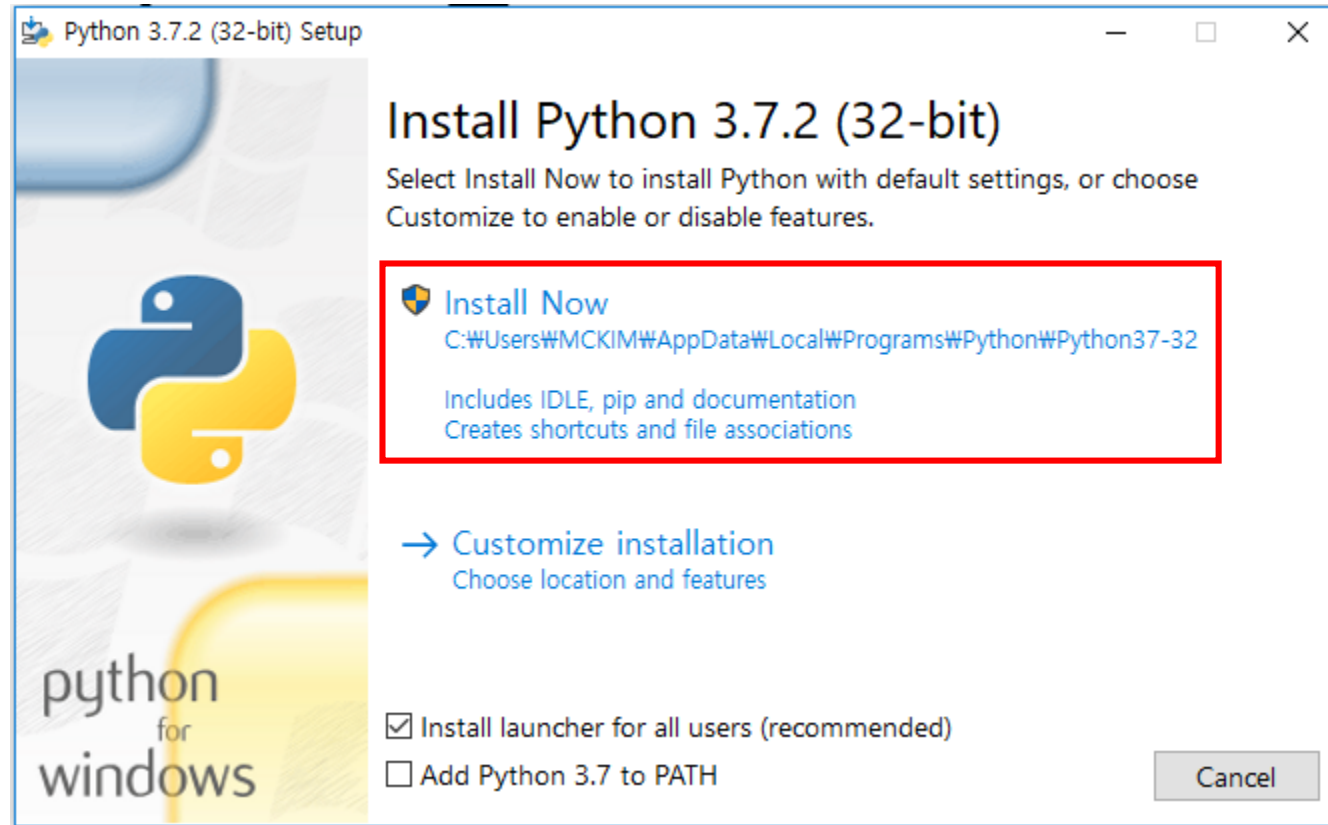 Python 3.7.2 (32-bit) Setup
Install Python 3.7.2 (32-bit)
Select Install Now to install Python with default settings, or choose
Customize to enable or disable features.
Install Now
C:₩Users₩MCKIM₩AppData₩Local₩Programs₩Python₩Python37-32
Includes IDLE, pip and documentation
Creates shortcuts and file associations
Customize installation
Choose location and features
python
for
windows
Install launcher for all users (recommended)
Add Python 3.7 to PATH
Cancel